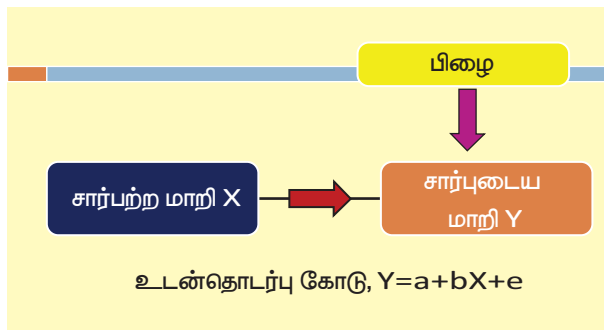 பிழை
சார்பற்ற மாறி X
சார்புடைய
மாறி Y
உடன்தொடர்பு கோடு, Y=a+bX+e